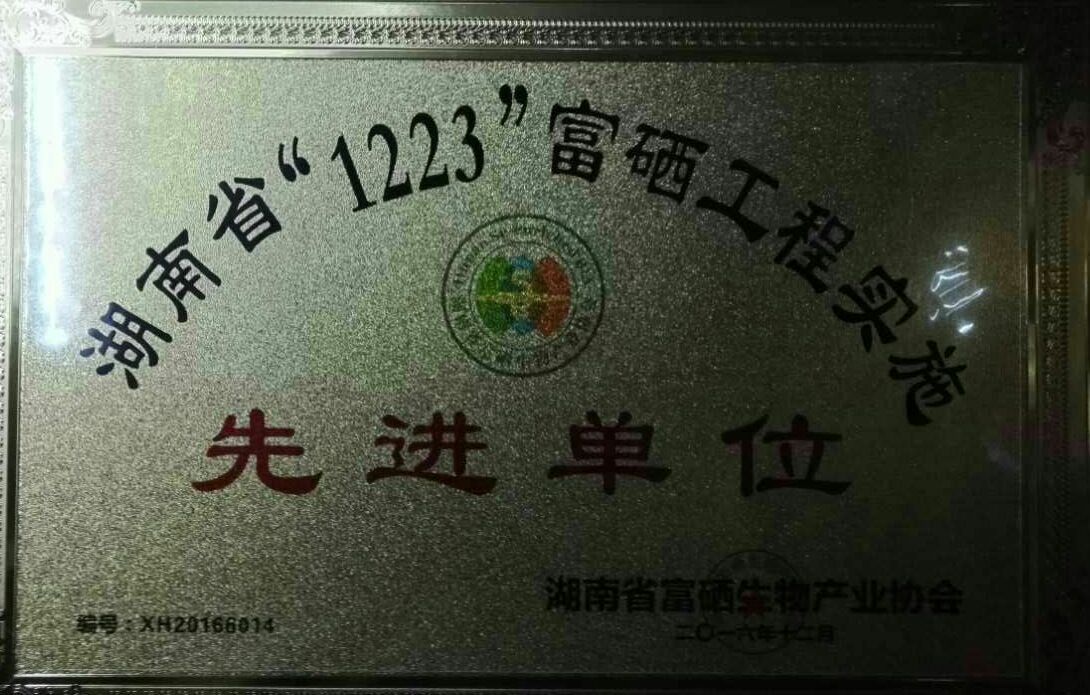 湖南省“1223”富硒工程实施
先进单位
湖南省富硒生物产业协会
二〇一六年十二月
编号：XH20166014